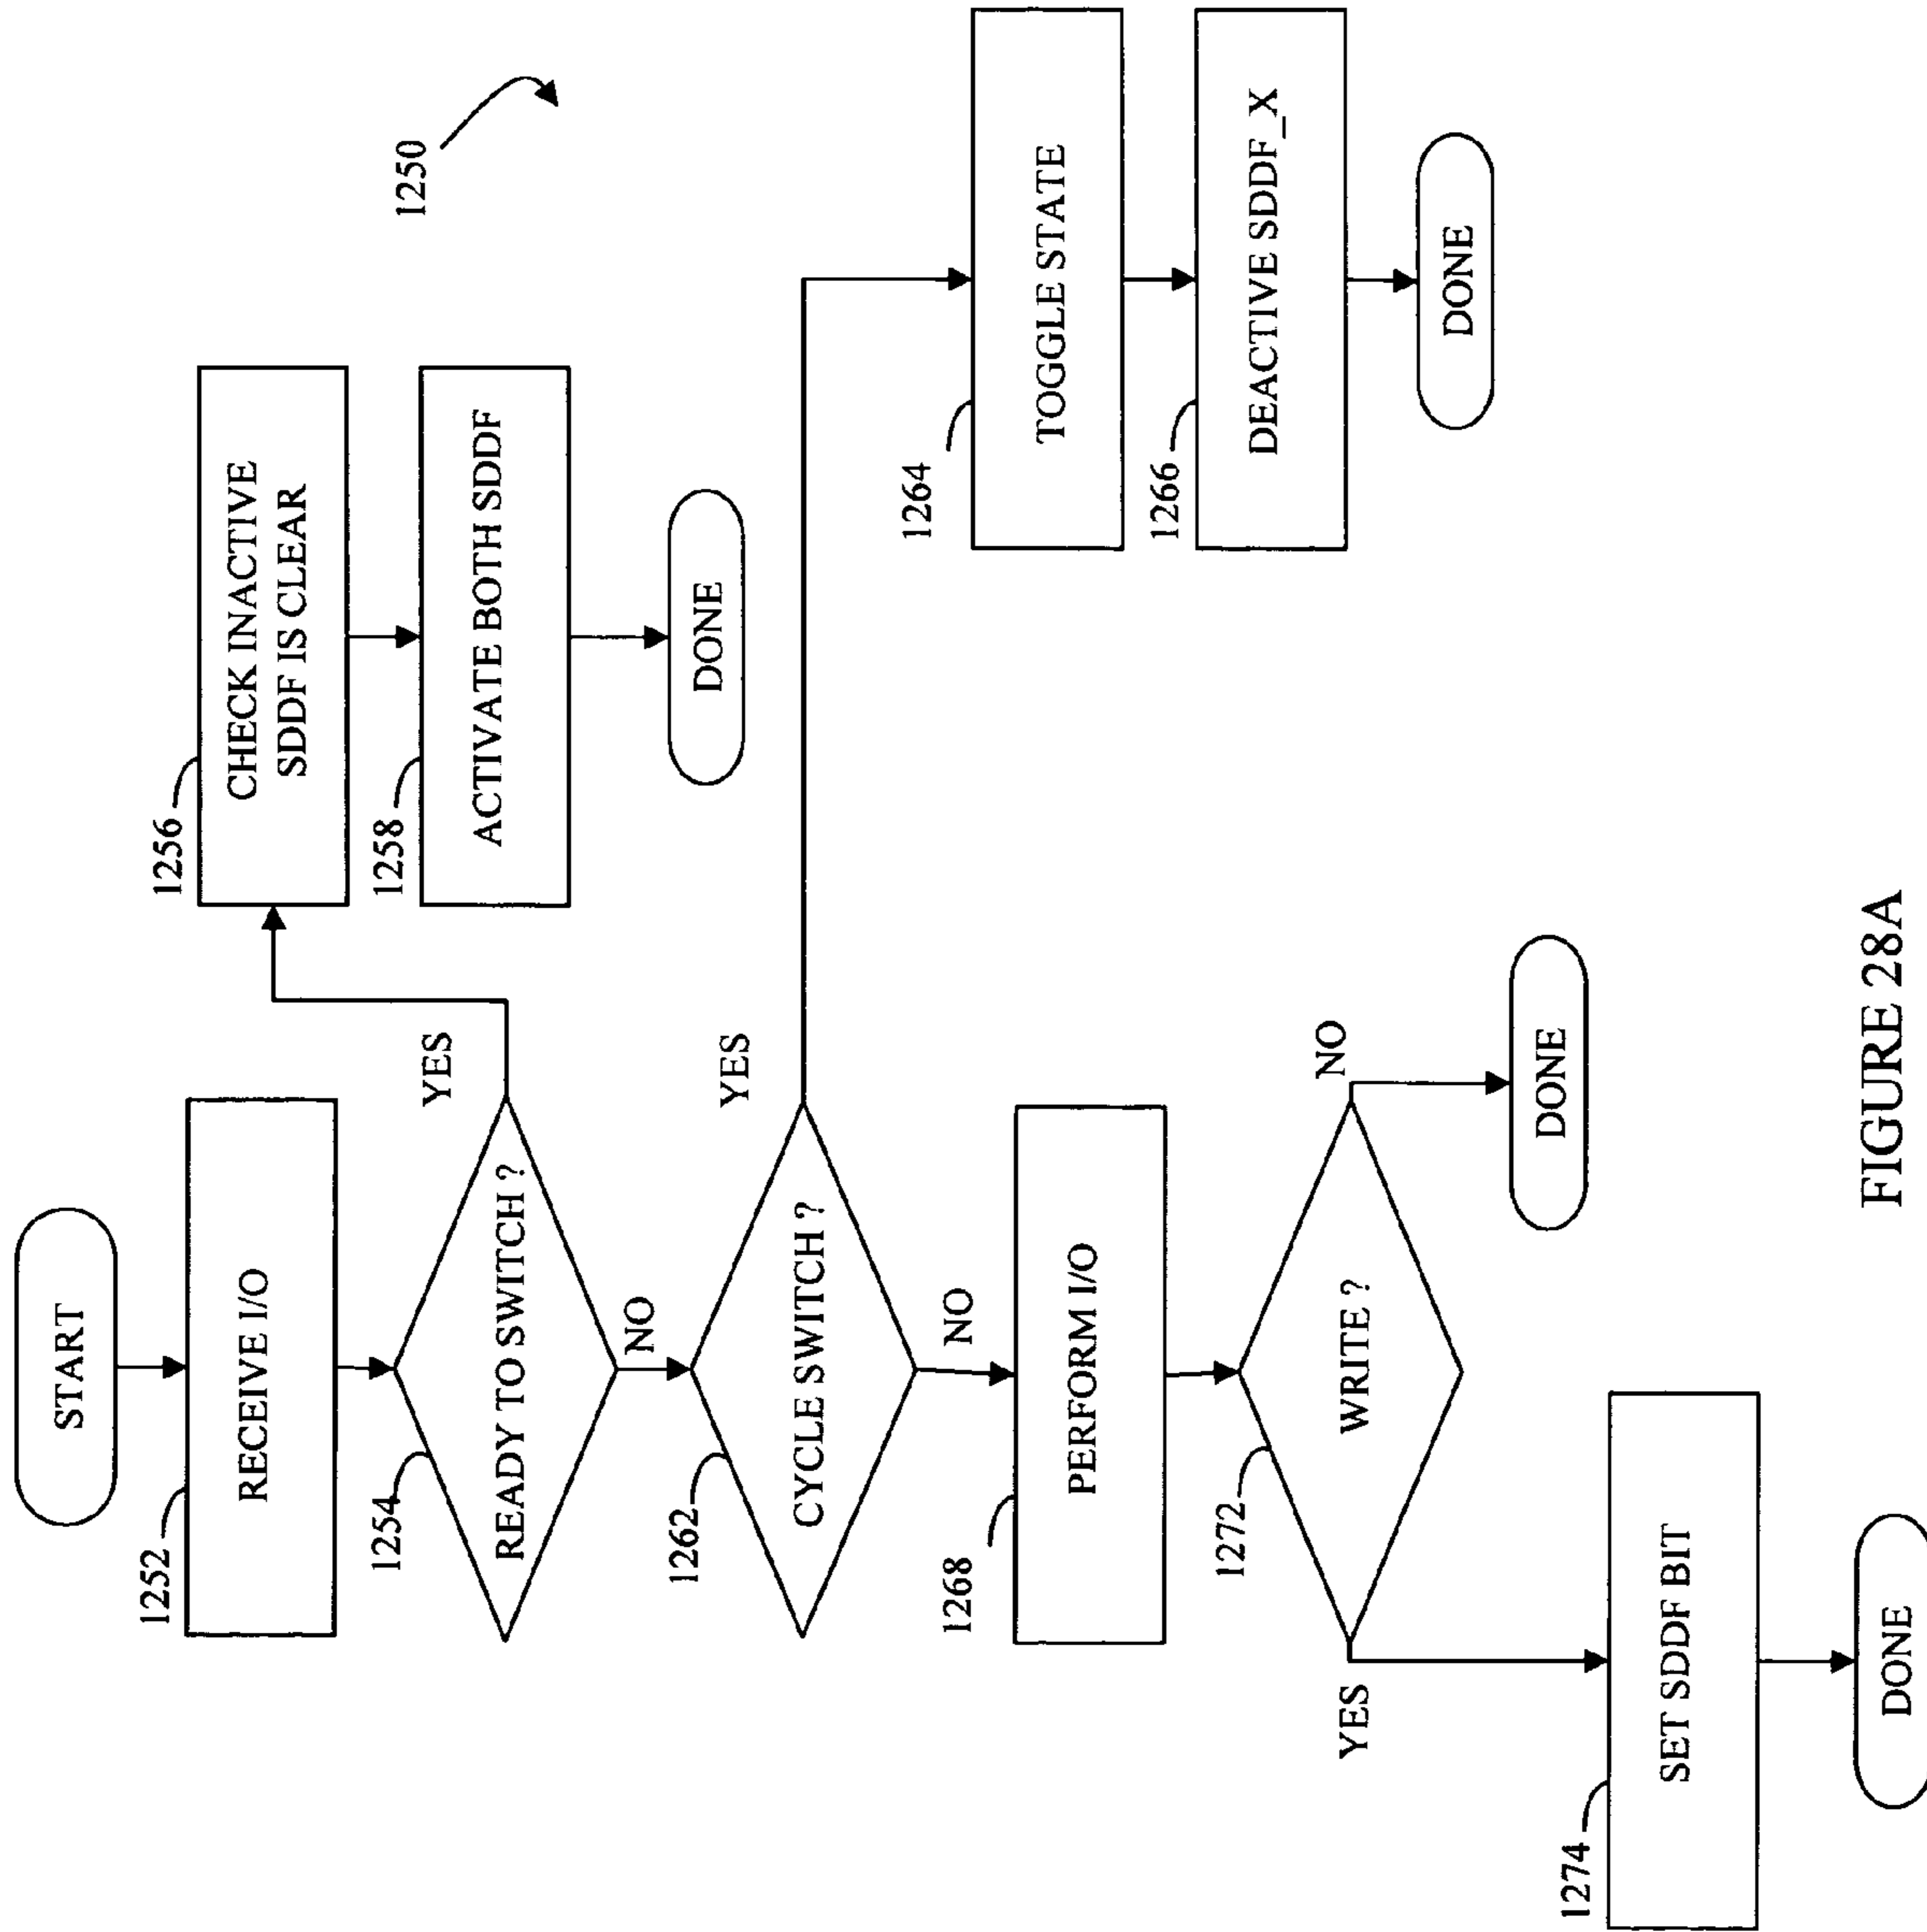 START
1252
RECEIVE I/O
1254
READY TO SWITCH ?
YES
NO
1256
CHECK INACTIVE
SDDF IS CLEAR
1258
ACTIVATE BOTH SDDF
DONE
1250
1262
CYCLE SWITCH ?
YES
NO
1264
TOGGLE STATE
1266
DEACTIVE SDDF_X
DONE
1268
PERFORM I/O
1272
WRITE ?
NO
DONE
YES
1274
SET SDDF BIT
DONE
FIGURE 28A